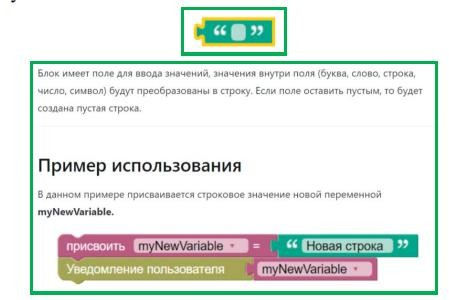 “ ”
Блок имеет поле для ввода значений, значения внутри поля (буква, слово, строка,
число, символ) будут преобразованы в строку. Если поле оставить пустым, то будет
создана пустая строка.
Пример использования
В данном примере присваивается строковое значение новой переменной
myNewVariable.
присвоить myNewVariable = “ Новая строка ”
Уведомление пользователя myNewVariable